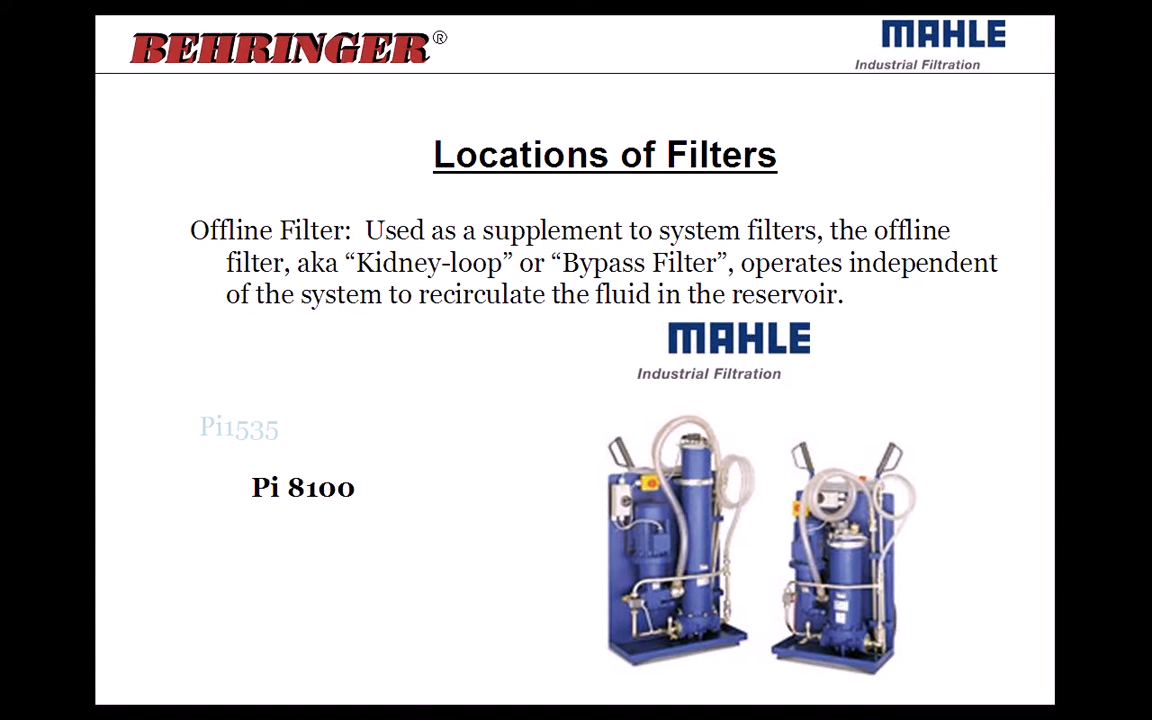 BEHRINGER®
MAHLE
Industrial Filtration
Locations of Filters
Offline Filter: Used as a supplement to system filters, the offline
filter, aka “Kidney-loop” or “Bypass Filter”, operates independent
of the system to recirculate the fluid in the reservoir.
MAHLE
Industrial Filtration
Pi1535
Pi 8100